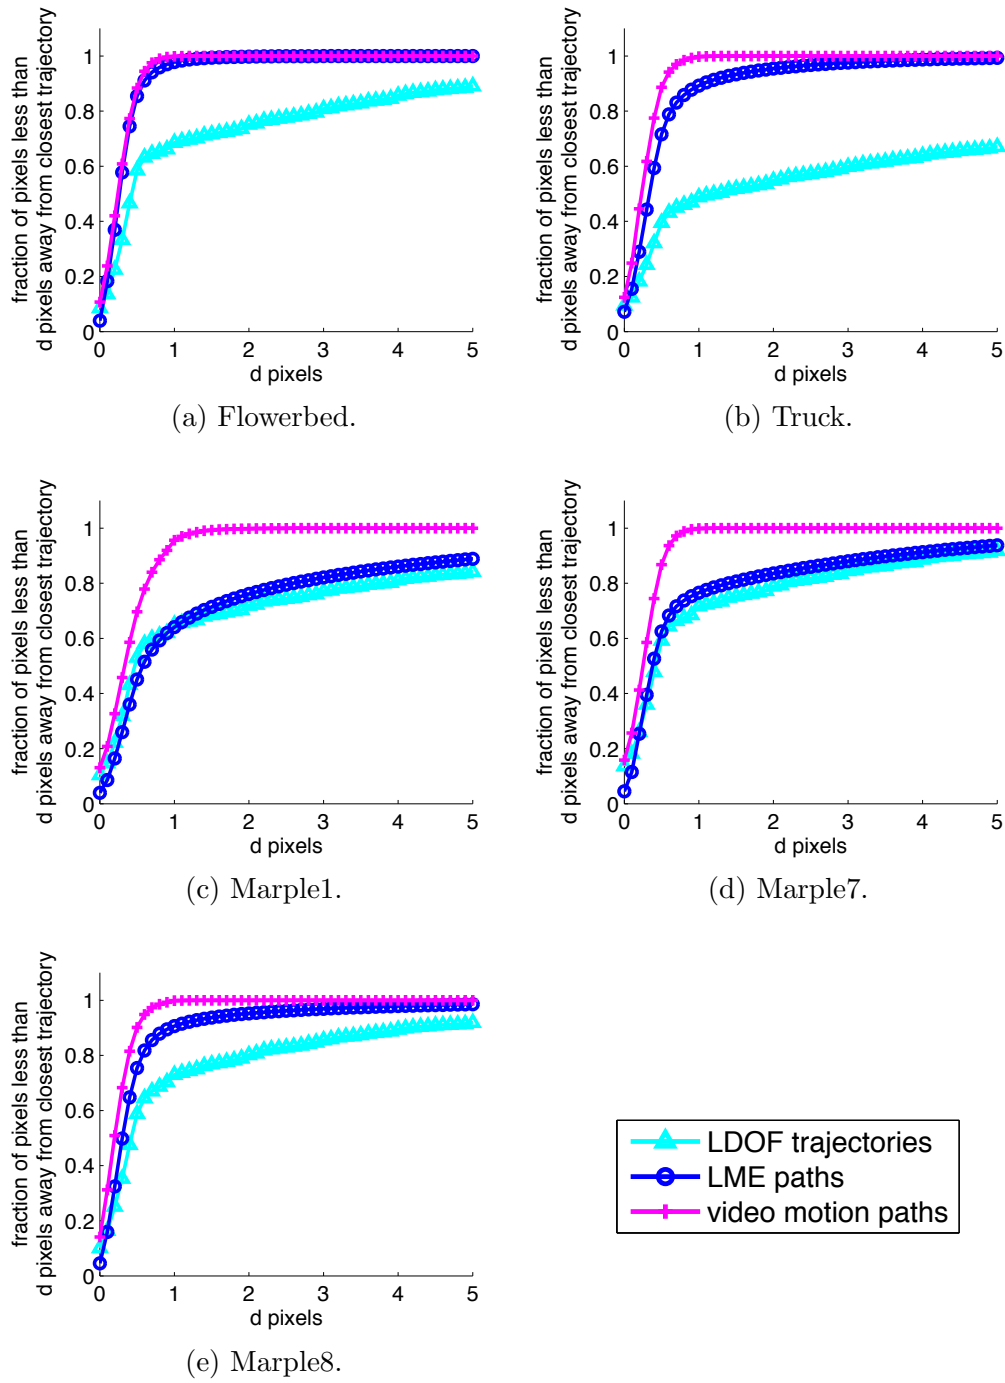 fraction of pixels less than
d pixels away from closest trajectory
1
0.8
0.6
0.4
0.2
0
0 1 2 3 4 5
d pixels
(a) Flowerbed.
fraction of pixels less than
d pixels away from closest trajectory
1
0.8
0.6
0.4
0.2
0
0 1 2 3 4 5
d pixels
(b) Truck.
fraction of pixels less than
d pixels away from closest trajectory
1
0.8
0.6
0.4
0.2
0
0 1 2 3 4 5
d pixels
(c) Marple1.
fraction of pixels less than
d pixels away from closest trajectory
1
0.8
0.6
0.4
0.2
0
0 1 2 3 4 5
d pixels
(d) Marple7.
fraction of pixels less than
d pixels away from closest trajectory
1
0.8
0.6
0.4
0.2
0
0 1 2 3 4 5
d pixels
(e) Marple8.
LDOF trajectories
LME paths
video motion paths